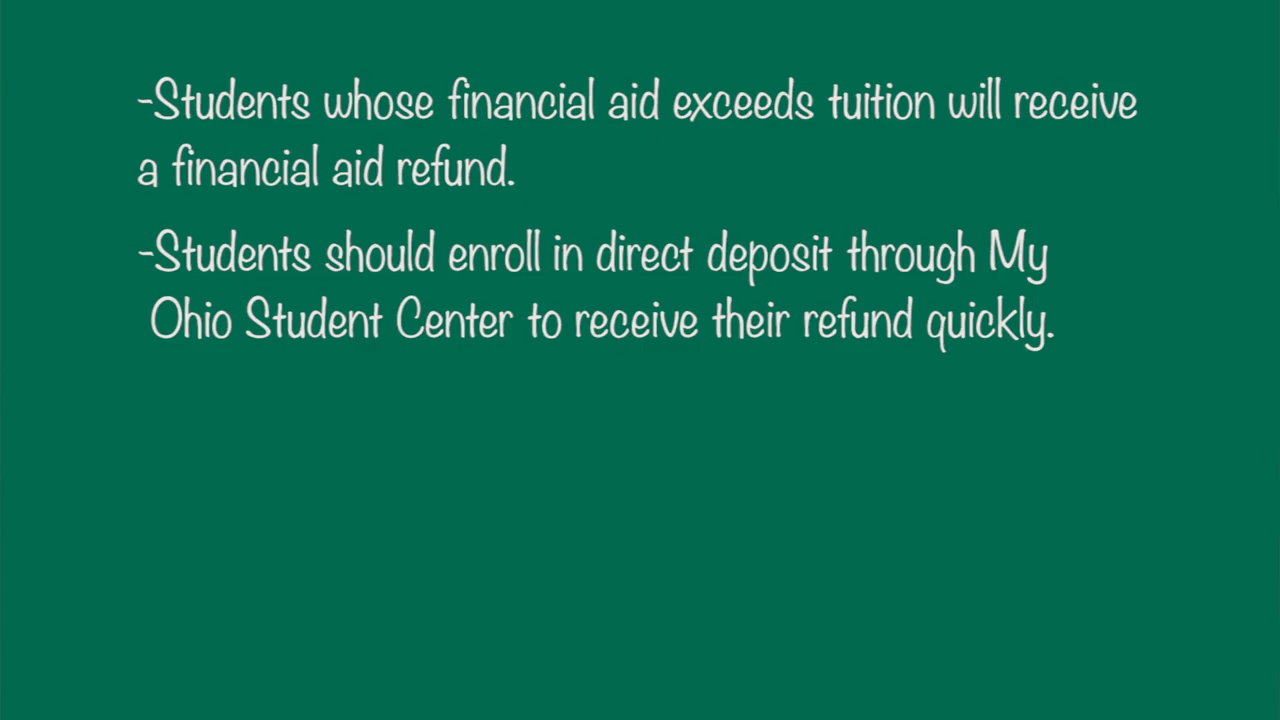 -Students whose financial aid exceeds tuition will receive
a financial aid refund.
-Students should enroll in direct deposit through My
Ohio Student Center to receive their refund quickly.